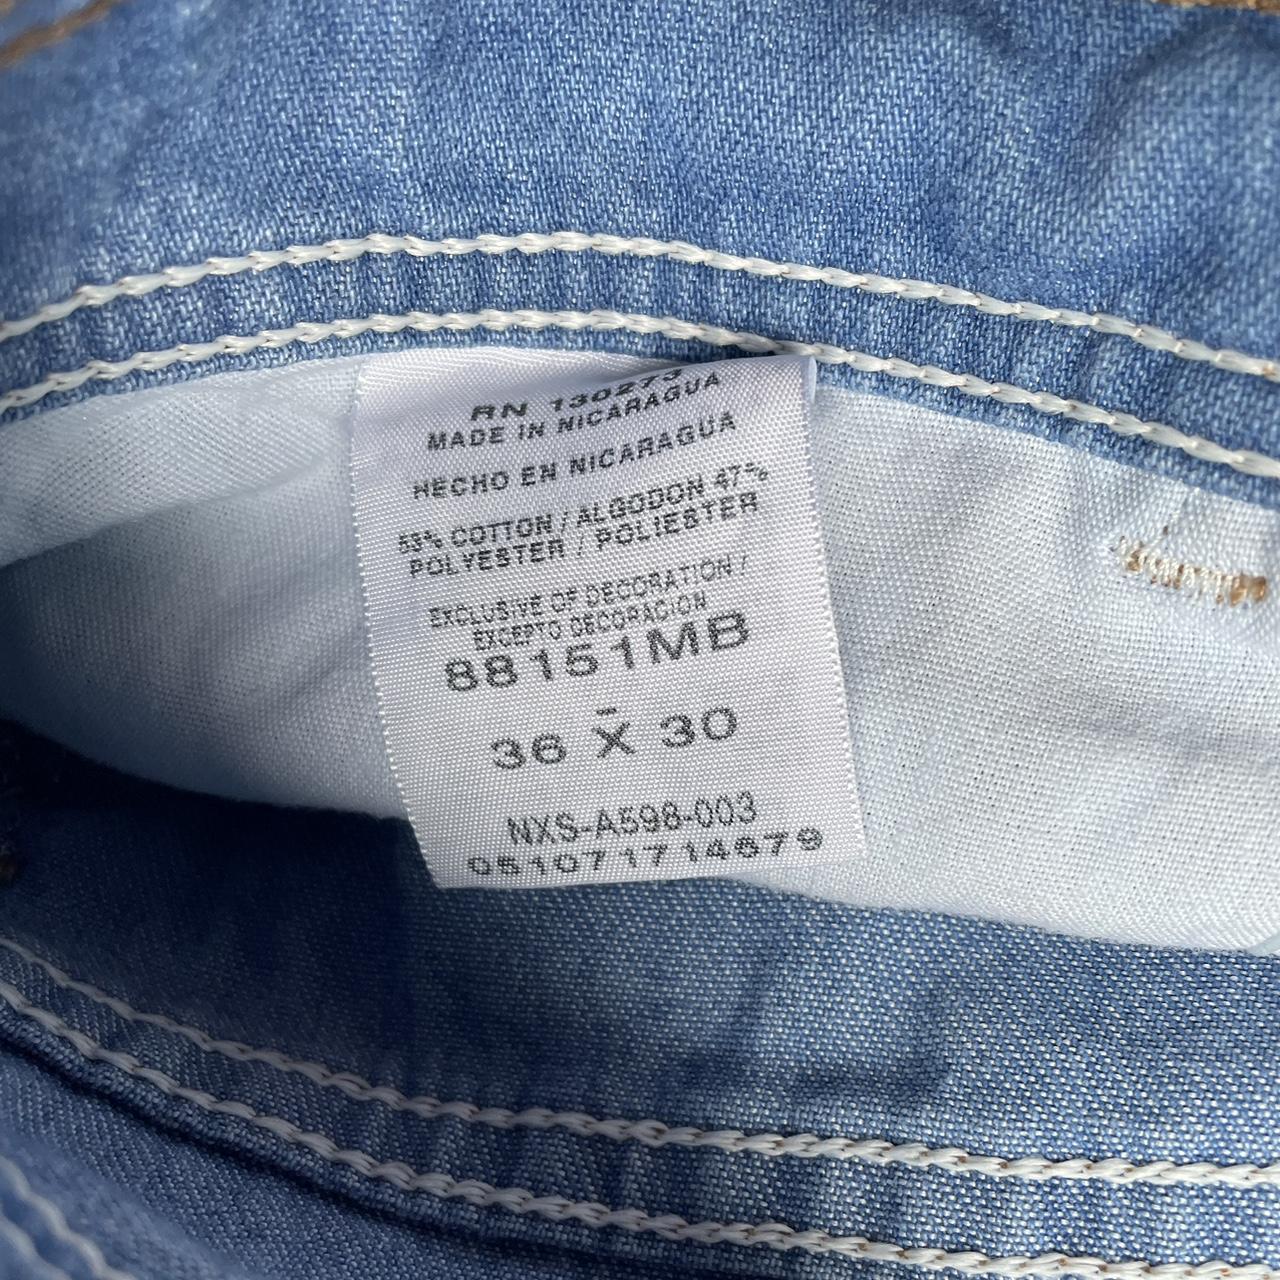 RN 130273
MADE IN NICARAGUA
HECHO EN NICARAGUA
53% COTTON / ALGODON 47%
POLYESTER / POLIESTER
EXCLUSIVE OF DECORATION /
EXCEPTO DECORACION
88151MB
36 X 30
NXS-A598-003
051071714679